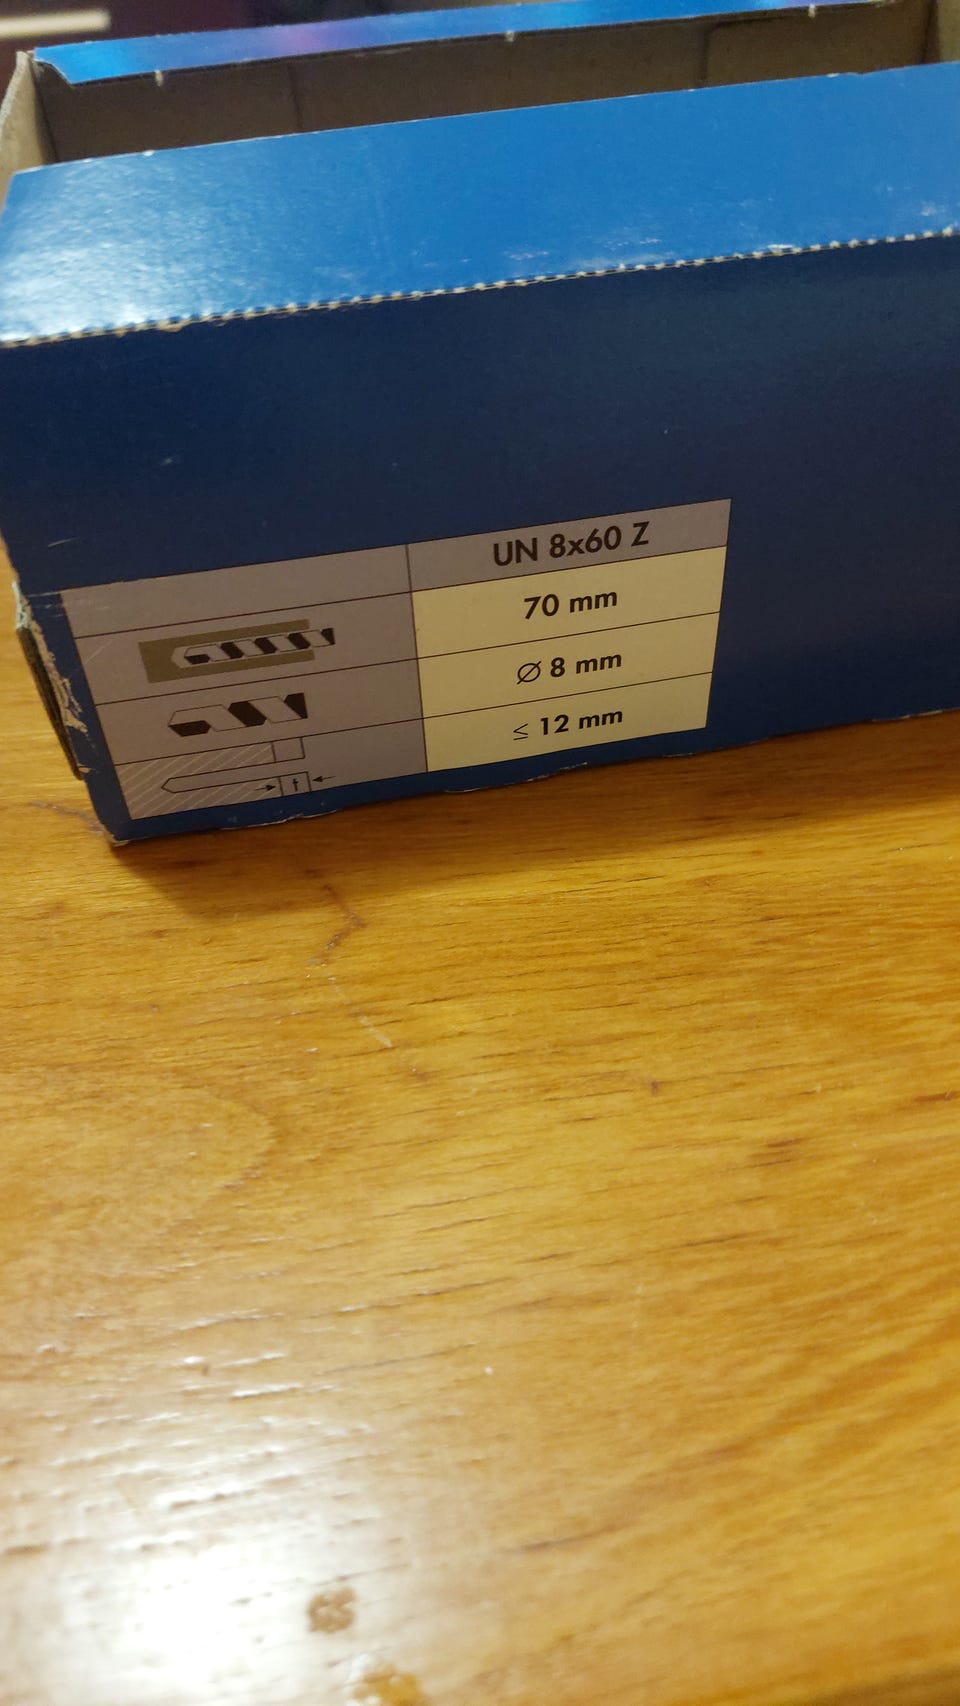 UN 8x60 Z
70 mm
Ø 8 mm
t
≤ 12 mm